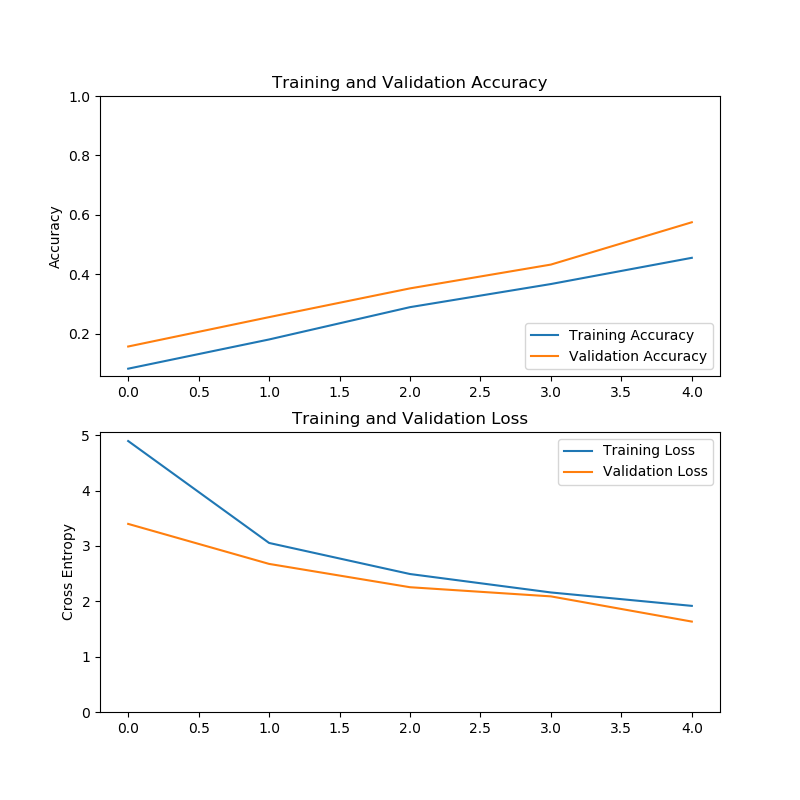 Training and Validation Accuracy
1.0
0.8
0.6
0.4
0.2
Accuracy
Training Accuracy
Validation Accuracy
0.0 0.5 1.0 1.5 2.0 2.5 3.0 3.5 4.0
Training and Validation Loss
5
4
3
2
1
0
Cross Entropy
Training Loss
Validation Loss
0.0 0.5 1.0 1.5 2.0 2.5 3.0 3.5 4.0